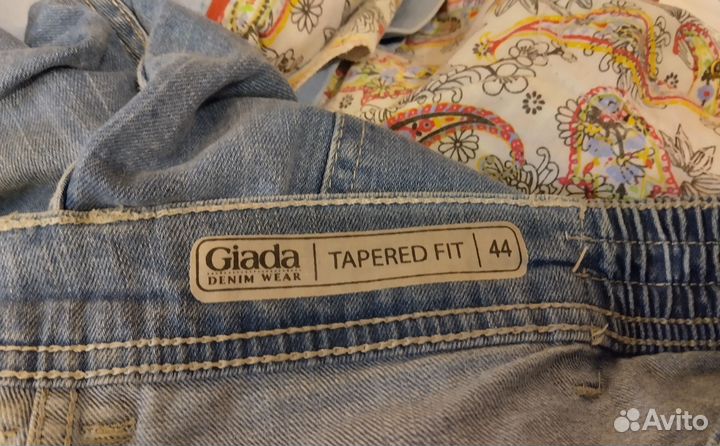 Giada
DENIM WEAR
TAPERED FIT
44
Avito